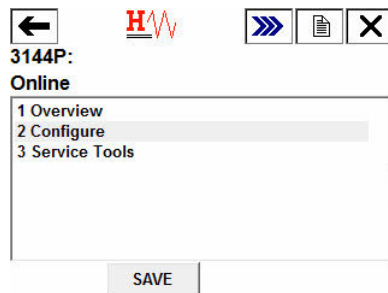 H
3144P:
Online
1 Overview
2 Configure
3 Service Tools
SAVE